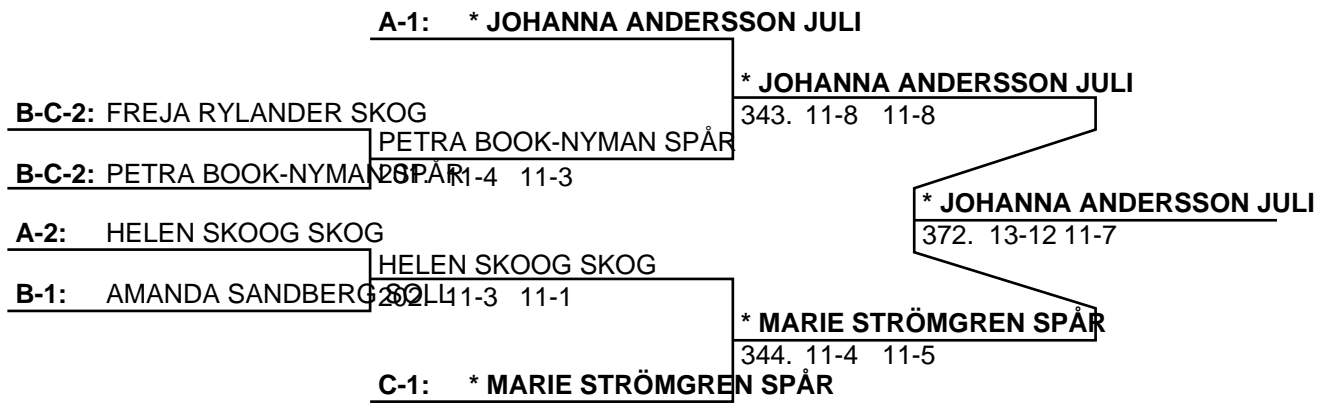 A-1: * JOHANNA ANDERSSON JULI
* JOHANNA ANDERSSON JULI
343. 11-8 11-8
B-C-2: FREJA RYLANDER SKOG
PETRA BOOK-NYMAN SPÅR
B-C-2: PETRA BOOK-NYMAN SPÅR
201. 11-4 11-3
* JOHANNA ANDERSSON JULI
372. 13-12 11-7
A-2: HELEN SKOOG SKOG
HELEN SKOOG SKOG
B-1: AMANDA SANDBERG SOLL
202. 11-3 11-1
* MARIE STRÖMGREN SPÅR
344. 11-4 11-5
C-1: * MARIE STRÖMGREN SPÅR